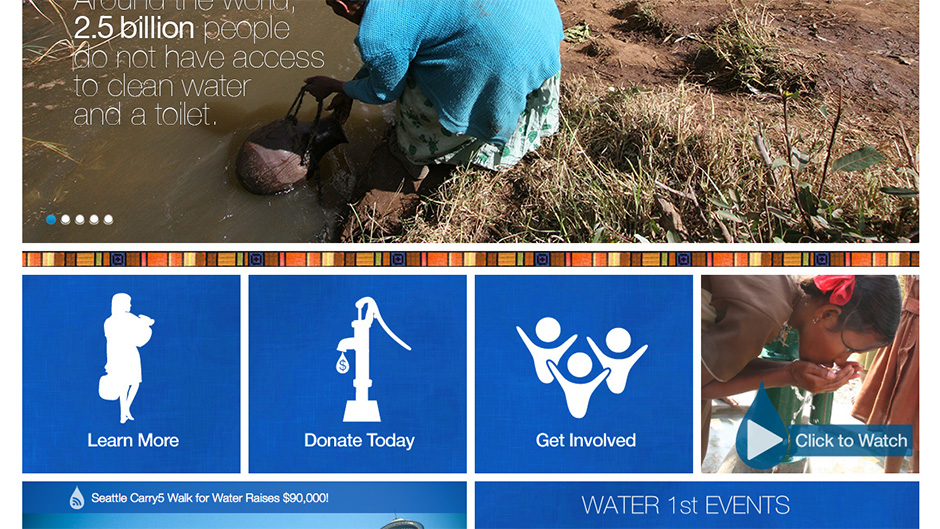 Around the world,
2.5 billion people
do not have access
to clean water
and a toilet.
$
Learn More
Donate Today
Get Involved
Click to Watch
Seattle Carry5 Walk for Water Raises $90,000!
WATER 1st EVENTS